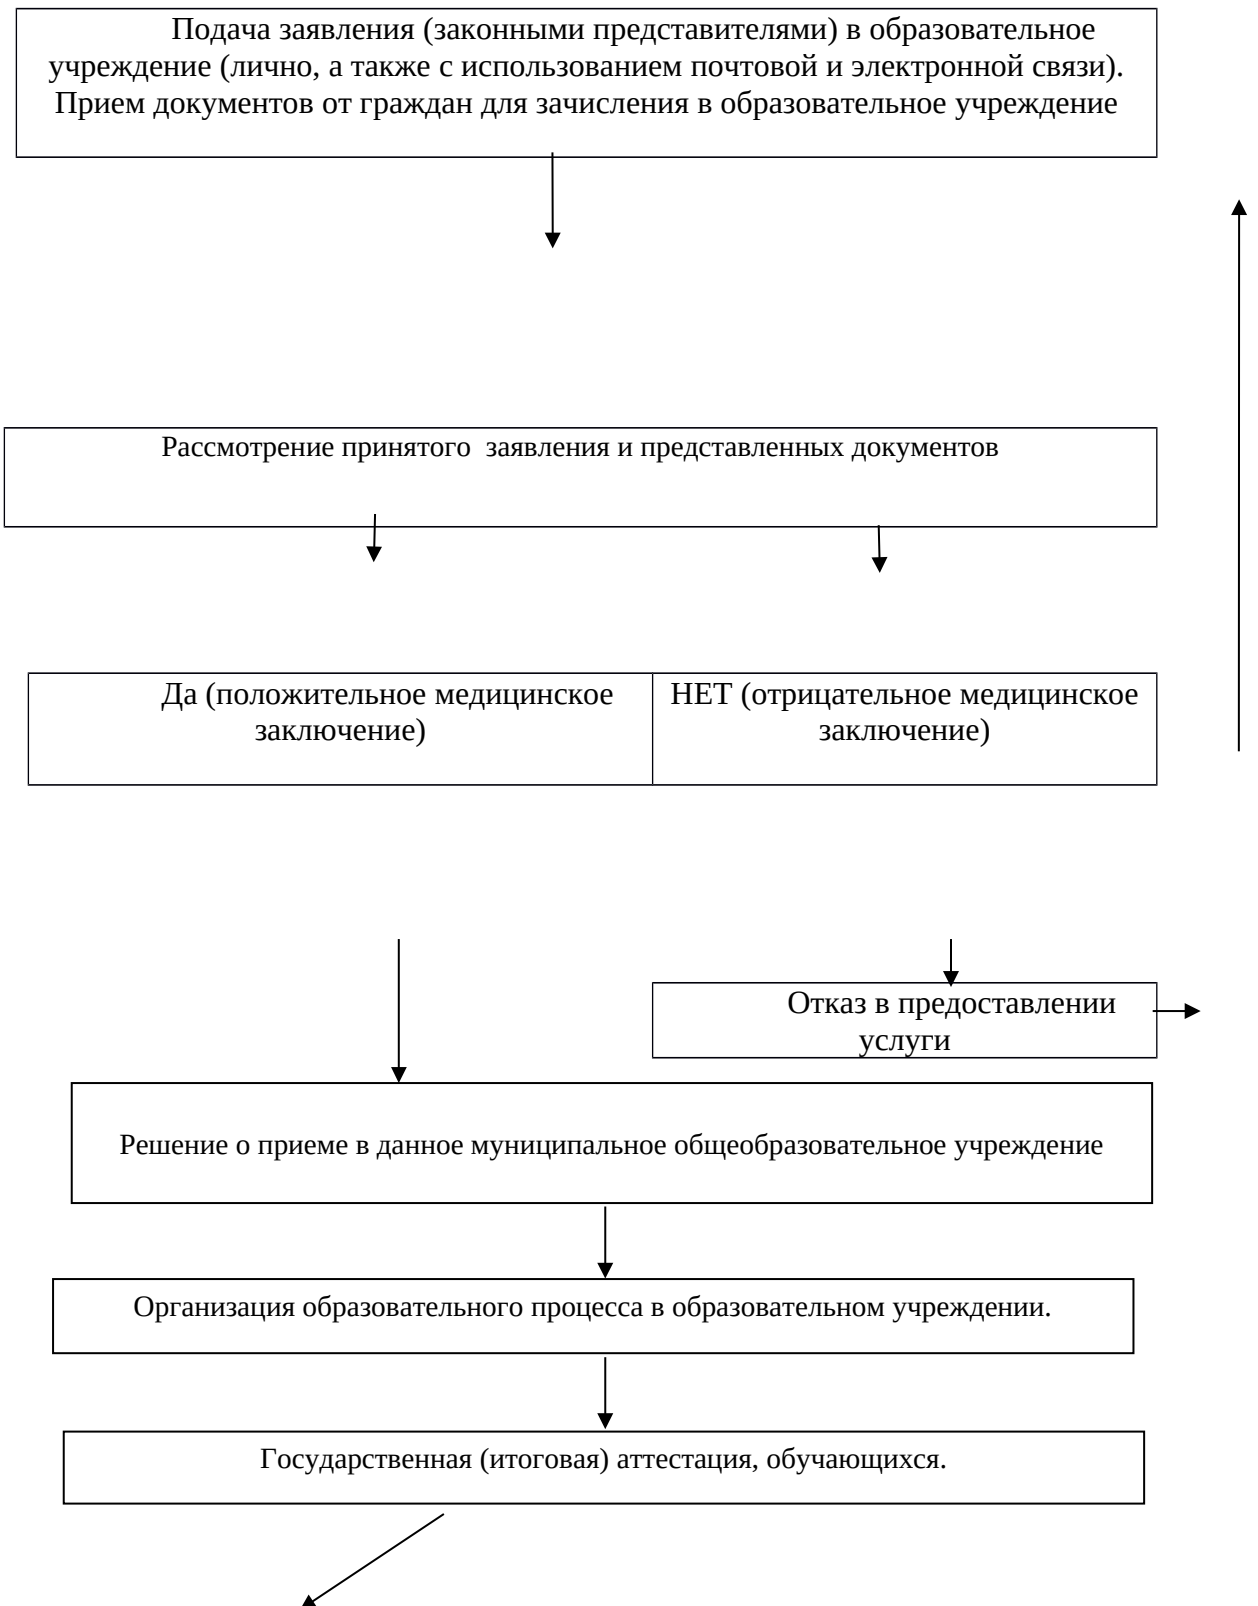 Подача заявления (законными представителями) в образовательное
учреждение (лично, а также с использованием почтовой и электронной связи).
Прием документов от граждан для зачисления в образовательное учреждение
Рассмотрение принятого  заявления и представленных документов
Да (положительное медицинское
заключение)
НЕТ (отрицательное медицинское
заключение)
Отказ в предоставлении
услуги
Решение о приеме в данное муниципальное общеобразовательное учреждение
Организация образовательного процесса в образовательном учреждении.
Государственная (итоговая) аттестация, обучающихся.